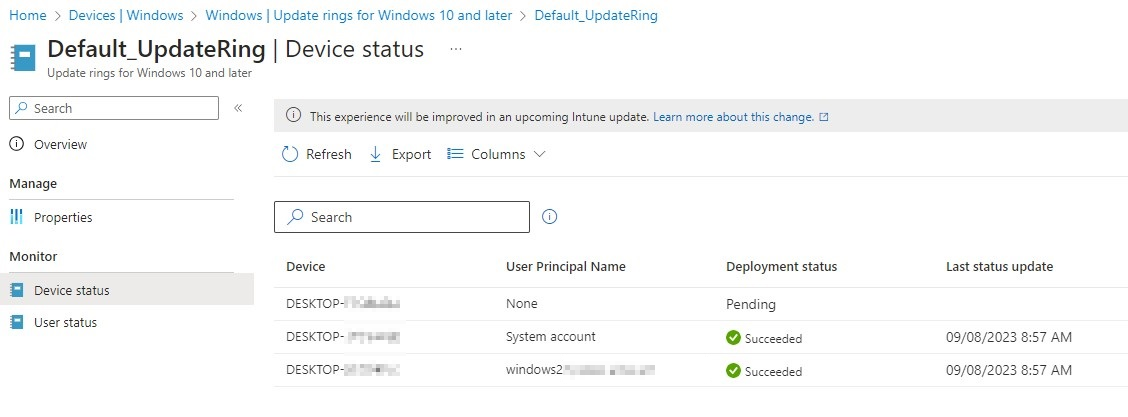 Home > Devices | Windows > Windows | Update rings for Windows 10 and later > Default_UpdateRing
Default_UpdateRing | Device status ...
Update rings for Windows 10 and later
Search «
Overview
Manage
Properties
Monitor
Device status
User status
This experience will be improved in an upcoming Intune update. Learn more about this change.
Refresh Export Columns
Search
Device User Principal Name Deployment status Last status update
DESKTOP- None Pending
DESKTOP- System account Succeeded 09/08/2023 8:57 AM
DESKTOP- windows2 Succeeded 09/08/2023 8:57 AM